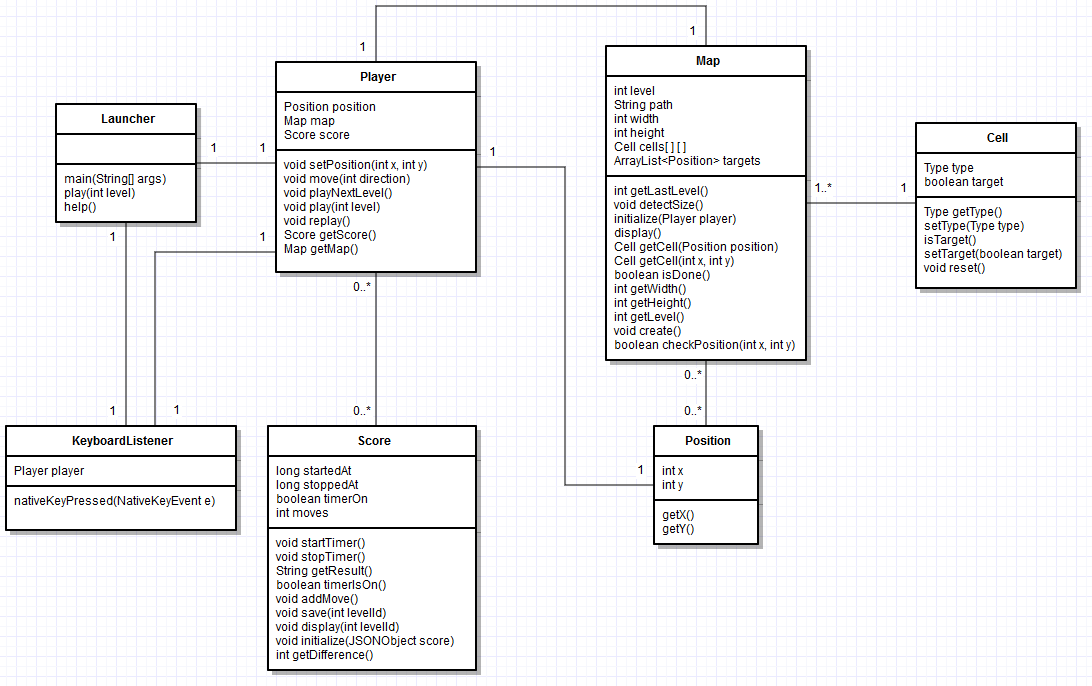 1
1
Player
Position position
Map map
Score score
void setPosition(int x, int y)
void move(int direction)
void playNextLevel()
void play(int level)
void replay()
Score getScore()
Map getMap()
Map
int level
String path
int width
int height
Cell cells[ ] [ ]
ArrayList<Position> targets
int getLastLevel()
void detectSize()
initialize(Player player)
display()
Cell getCell(Position position)
Cell getCell(int x, int y)
boolean isDone()
int getWidth()
int getHeight()
int getLevel()
void create()
boolean checkPosition(int x, int y)
Launcher
main(String[] args)
play(int level)
help()
1
1
1
1..*
1
Cell
Type type
boolean target
Type getType()
setType(Type type)
isTarget()
setTarget(boolean target)
void reset()
1
1
0..*
0..*
1
1
0..*
0..*
1
KeyboardListener
Player player
nativeKeyPressed(NativeKeyEvent e)
Score
long startedAt
long stoppedAt
boolean timerOn
int moves
void startTimer()
void stopTimer()
String getResult()
boolean timerIsOn()
void addMove()
void save(int levelId)
void display(int levelId)
void initialize(JSONObject score)
int getDifference()
Position
int x
int y
getX()
getY()